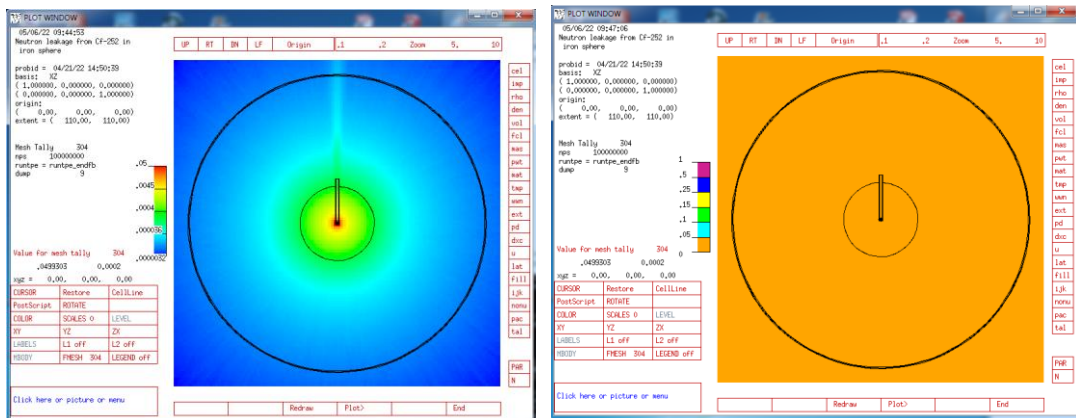 PLOT WINDOW
05/06/22 09:44:53
Neutron leakage from Cf-252 in
iron sphere
probid = 04/21/22 14:50:39
basis: XZ
( 1.000000, 0.000000, 0.000000)
( 0.000000, 0.000000, 1.000000)
origin:
( 0.00, 0.00, 0.00)
extent = ( 110.00, 110.00)
Mesh Tally 304
nps 100000000
runtpe = runtpe_endfb
dump 9
.05
.0045
.0004
.000036
.0000032
Value for mesh tally 304
.0499303 0.0002
xyz = 0.00, 0.00, 0.00
CURSOR Restore CellLine
PostScript ROTATE
COLOR SCALES 0 LEVEL
XY YZ ZX
LABELS L1 off L2 off
MBODY FMESH 304 LEGEND off
Click here or picture or menu
UP RT DN LF Origin .1 .2 Zoom 5. 10
cel
imp
rho
den
vol
fcl
mas
pwt
mat
tmp
wwn
ext
pd
dxc
u
lat
fill
ijk
nonu
pac
tal
PAR
N
Redraw Plot> End
PLOT WINDOW
05/06/22 09:47:06
Neutron leakage from Cf-252 in
iron sphere
probid = 04/21/22 14:50:39
basis: XZ
( 1.000000, 0.000000, 0.000000)
( 0.000000, 0.000000, 1.000000)
origin:
( 0.00, 0.00, 0.00)
extent = ( 110.00, 110.00)
Mesh Tally 304
nps 100000000
runtpe = runtpe_endfb
dump 9
1
.5
.25
.15
.1
.05
0
Value for mesh tally 304
.0499303 0.0002
xyz = 0.00, 0.00, 0.00
CURSOR Restore CellLine
PostScript ROTATE
COLOR SCALES 0 LEVEL
XY YZ ZX
LABELS L1 off L2 off
MBODY FMESH 304 LEGEND off
Click here or picture or menu
UP RT DN LF Origin .1 .2 Zoom 5. 10
cel
imp
rho
den
vol
fcl
mas
pwt
mat
tmp
wwn
ext
pd
dxc
u
lat
fill
ijk
nonu
pac
tal
PAR
N
Redraw Plot> End